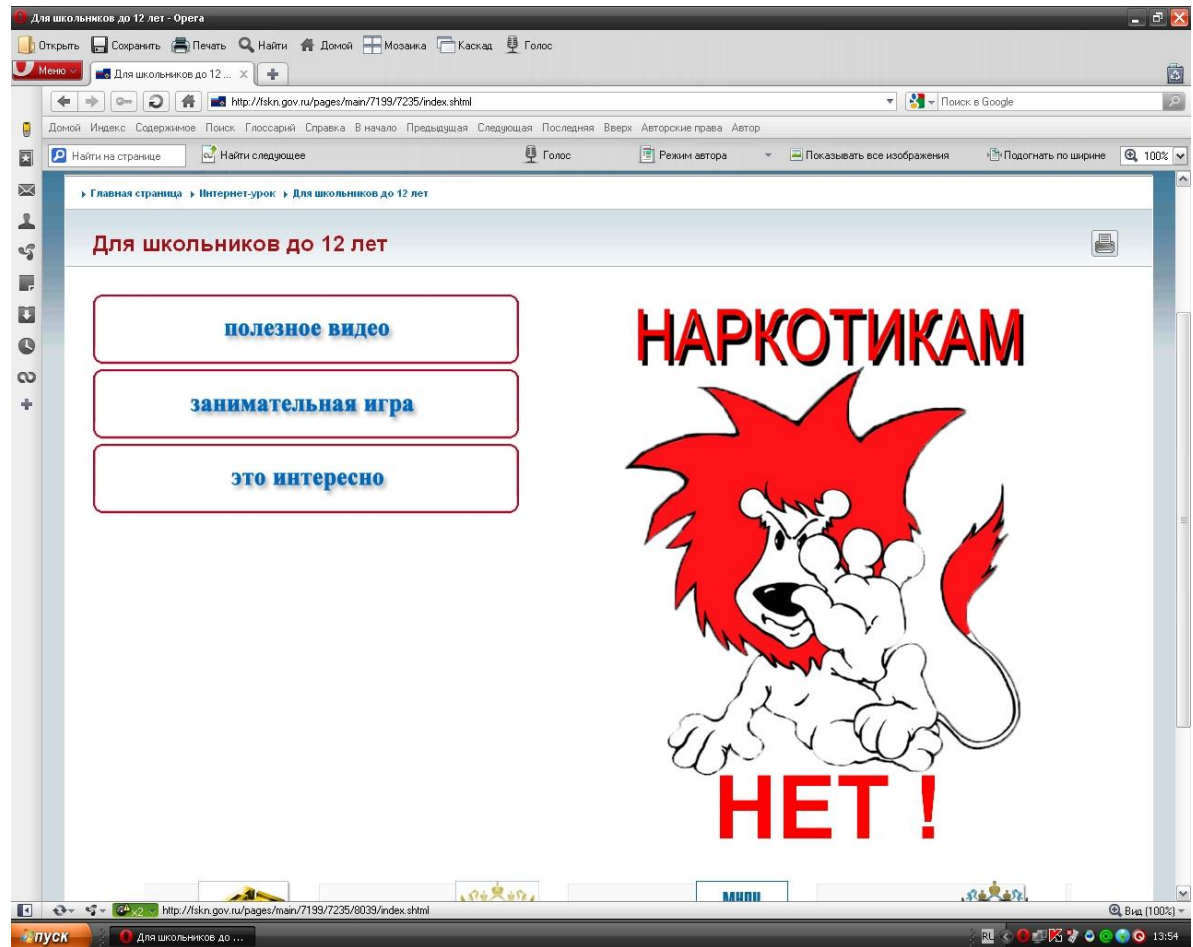 Для школьников до 12 лет - Opera
Открыть Сохранить Печать Найти Домой Мозаика Каскад Голос
Меню Для школьников до 12 ...
http://fskn.gov.ru/pages/main/7199/7235/index.shtml Поиск в Google
Домой Индекс Содержимое Поиск Глоссарий Справка В начало Предыдущая Следующая Последняя Вверх Авторские права Автор
Найти на странице Найти следующее Голос Режим автора Показывать все изображения Подогнать по ширине 100%
Главная страница Интернет-урок Для школьников до 12 лет
Для школьников до 12 лет
полезное видео
занимательная игра
это интересно
НАРКОТИКАМ
НЕТ !
http://fskn.gov.ru/pages/main/7199/7235/8039/index.shtml Вид (100%)
пуск Для школьников до ... RL 13:54